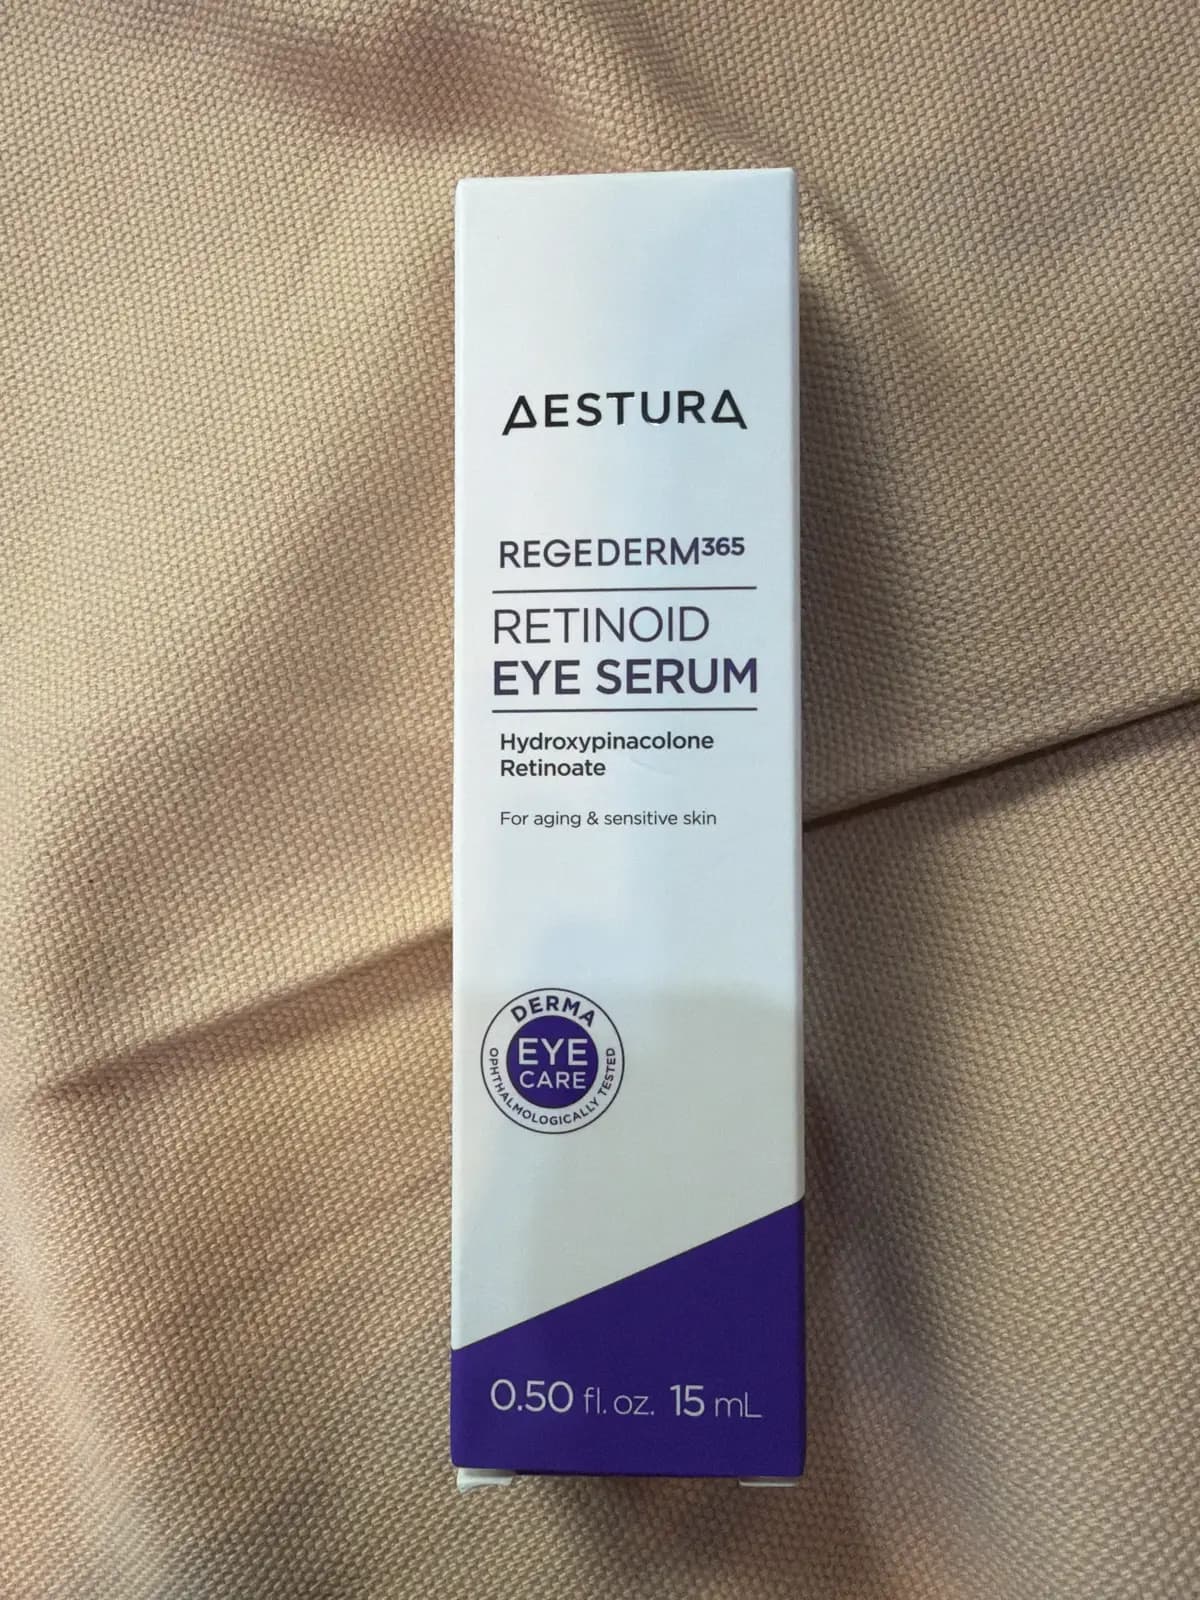 AESTURA
REGEDERM365
RETINOID
EYE SERUM
Hydroxypinacolone
Retinoate
For aging & sensitive skin
DERMA
EYE
CARE
OPHTHALMOLOGICALLY TESTED
0.50 fl. oz. 15 mL